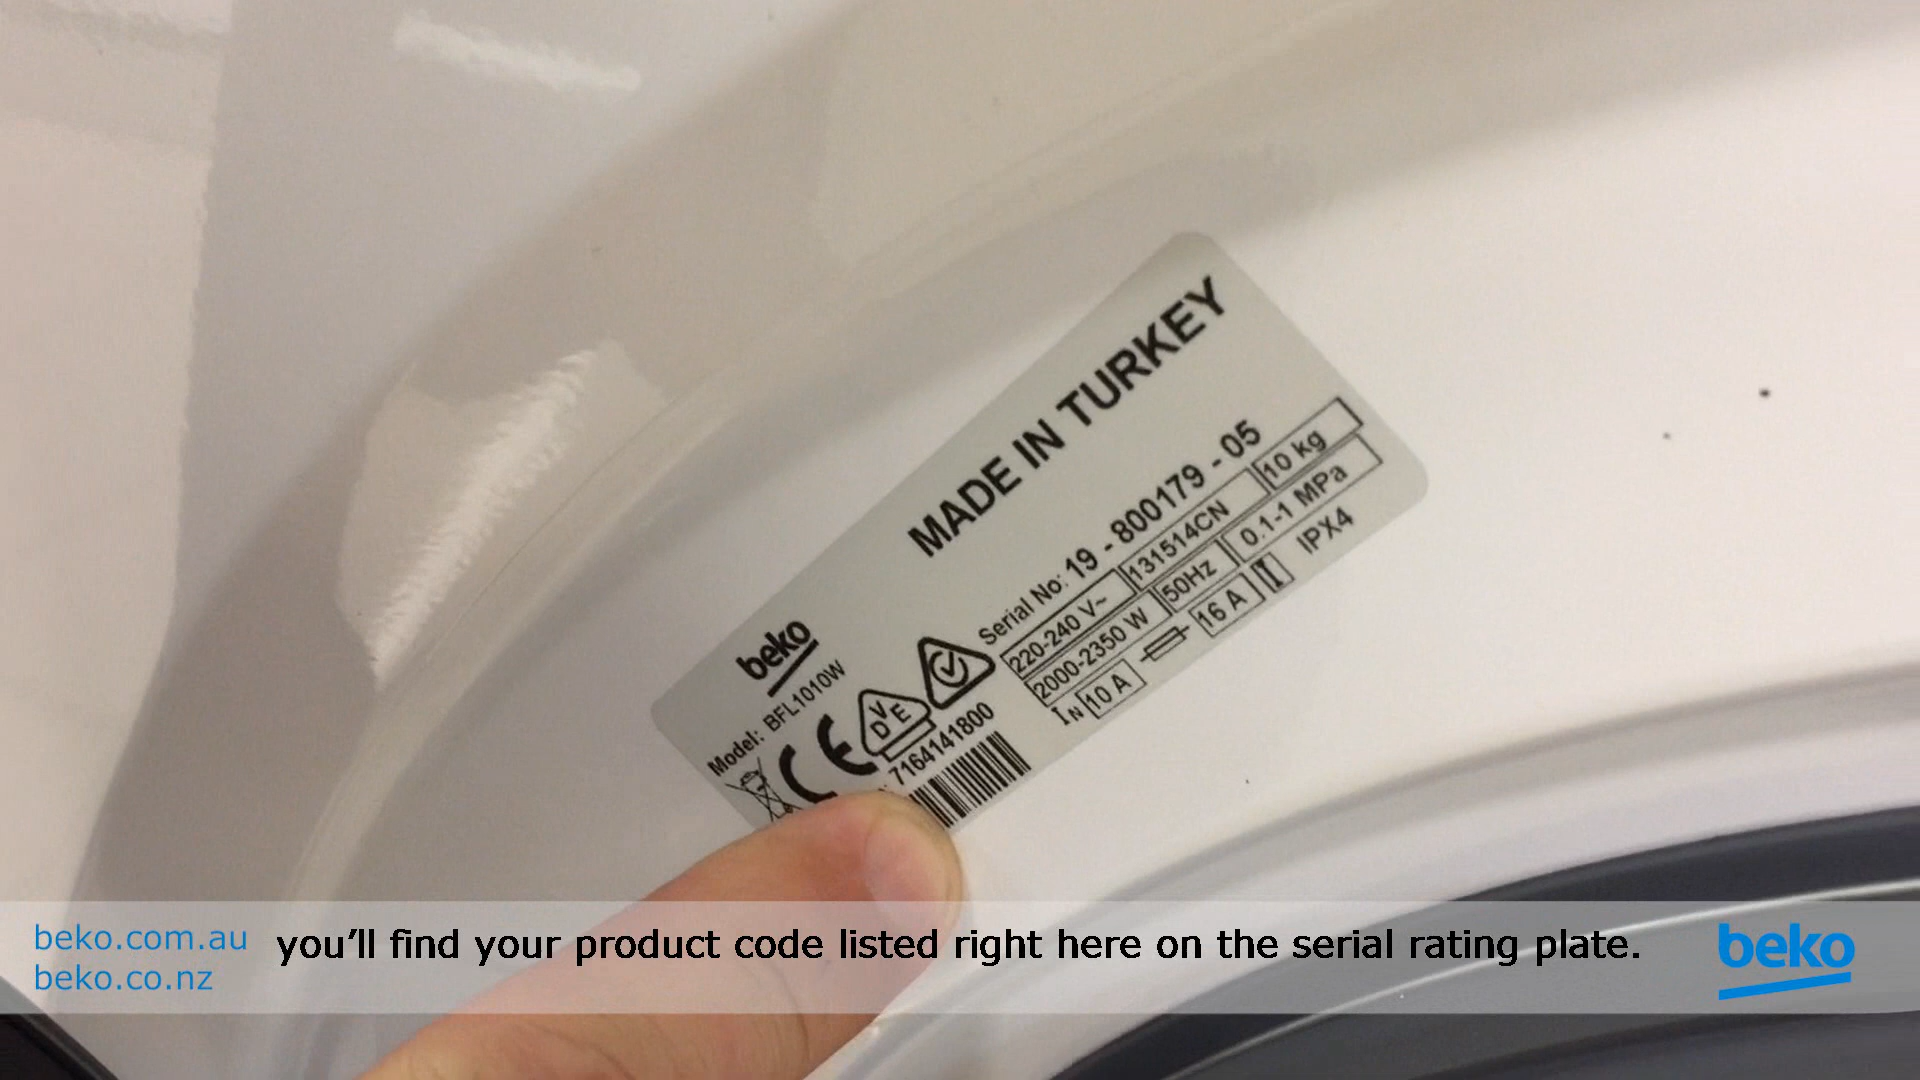 MADE IN TURKEY
beko
Model: BFL1010W
Serial No: 19 - 800179 - 05
220-240 V~ 131514CN 10 kg
2000-2350 W 50Hz 0.1-1 MPa
IN 10 A 16 A IPX4
CE
VDE
7164141800
beko.com.au
beko.co.nz
you’ll find your product code listed right here on the serial rating plate.
beko